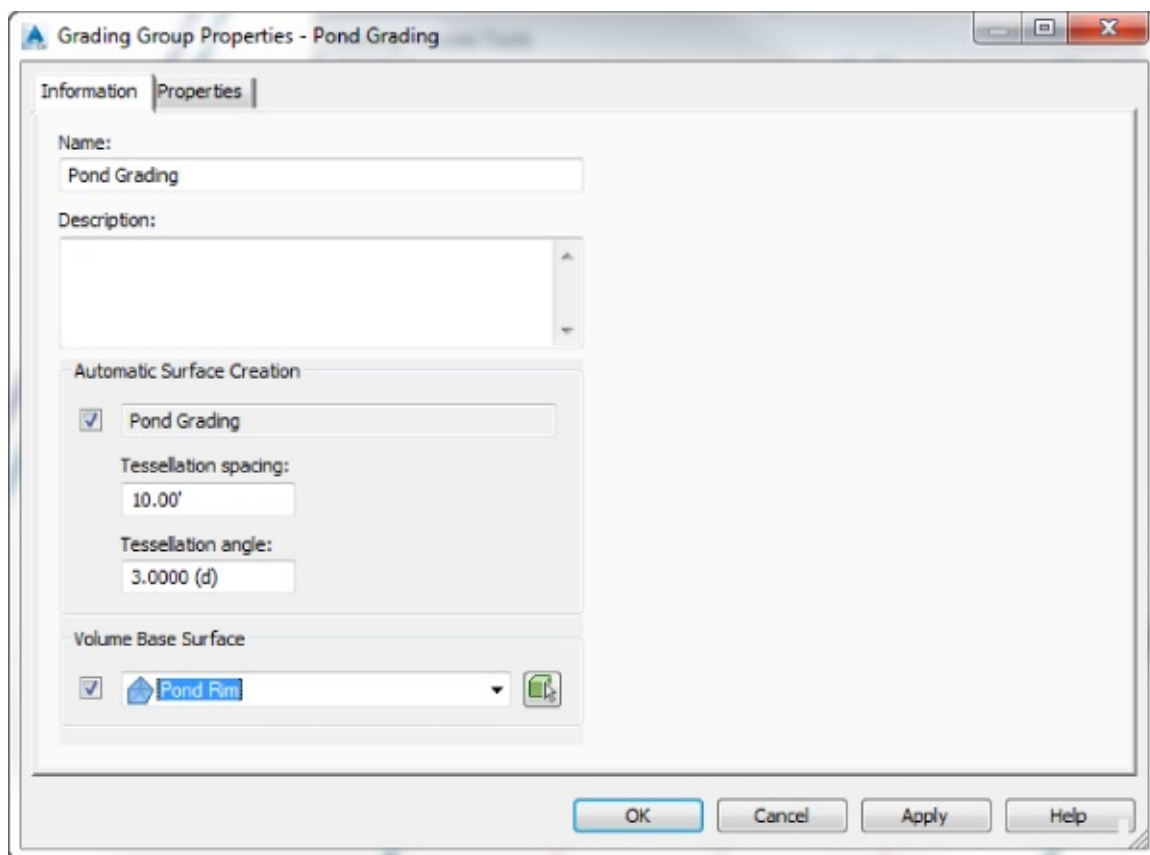 Grading Group Properties - Pond Grading
Information Properties
Name:
Pond Grading
Description:
Automatic Surface Creation
Pond Grading
Tessellation spacing:
10.00'
Tessellation angle:
3.0000 (d)
Volume Base Surface
Pond Rim
OK Cancel Apply Help